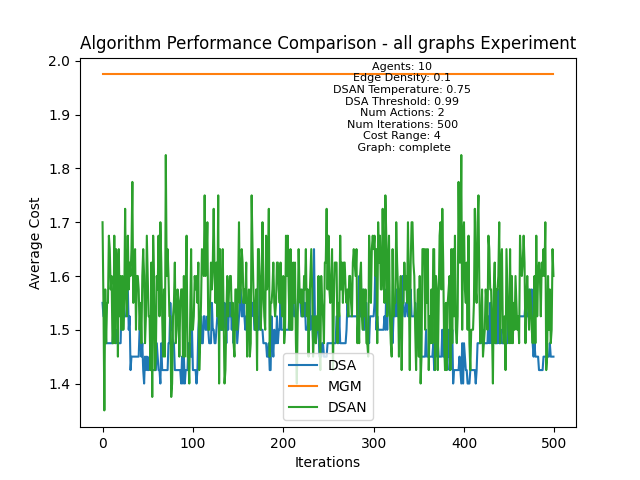 Algorithm Performance Comparison - all graphs Experiment
2.0
1.9
1.8
1.7
1.6
1.5
1.4
Average Cost
Agents: 10
Edge Density: 0.1
DSAN Temperature: 0.75
DSA Threshold: 0.99
Num Actions: 2
Num Iterations: 500
Cost Range: 4
Graph: complete
DSA
MGM
DSAN
0
100
200
300
400
500
Iterations